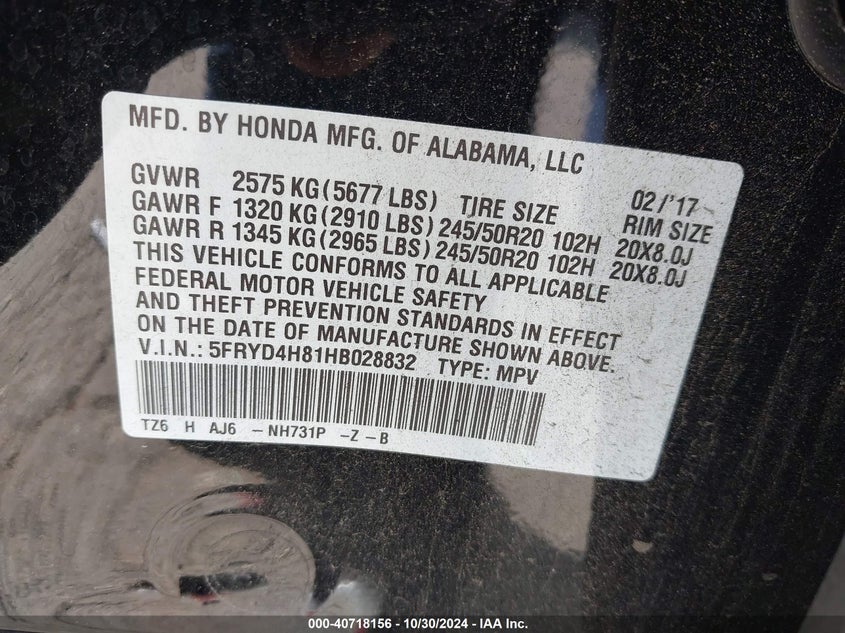 MFD. BY HONDA MFG. OF ALABAMA, LLC
GVWR 2575 KG (5677 LBS) TIRE SIZE 02/'17 RIM SIZE
GAWR F 1320 KG (2910 LBS) 245/50R20 102H 20X8.0J
GAWR R 1345 KG (2965 LBS) 245/50R20 102H 20X8.0J
THIS VEHICLE CONFORMS TO ALL APPLICABLE
FEDERAL MOTOR VEHICLE SAFETY
AND THEFT PREVENTION STANDARDS IN EFFECT
ON THE DATE OF MANUFACTURE SHOWN ABOVE.
V.I.N.: 5FRYD4H81HB028832 TYPE: MPV
TZ6 H AJ6 -NH731P -Z-B
000-40718156 - 10/30/2024 - IAA Inc.